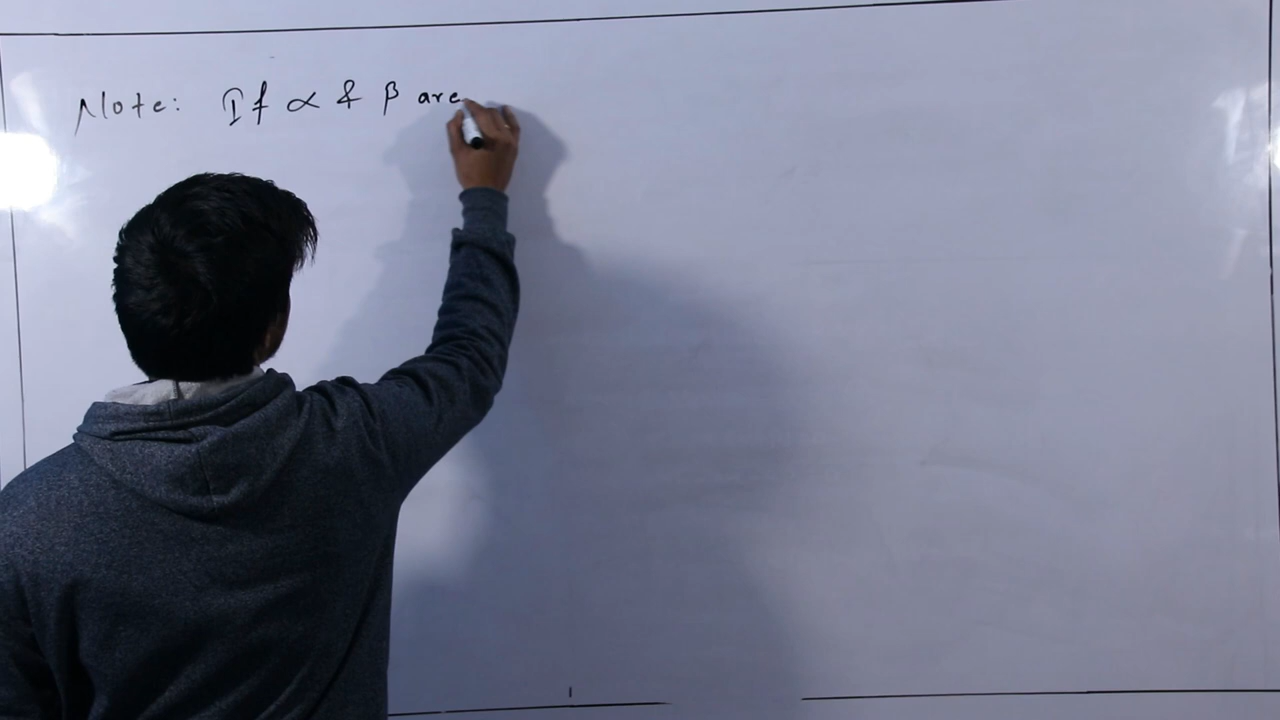 Note: If α & β are